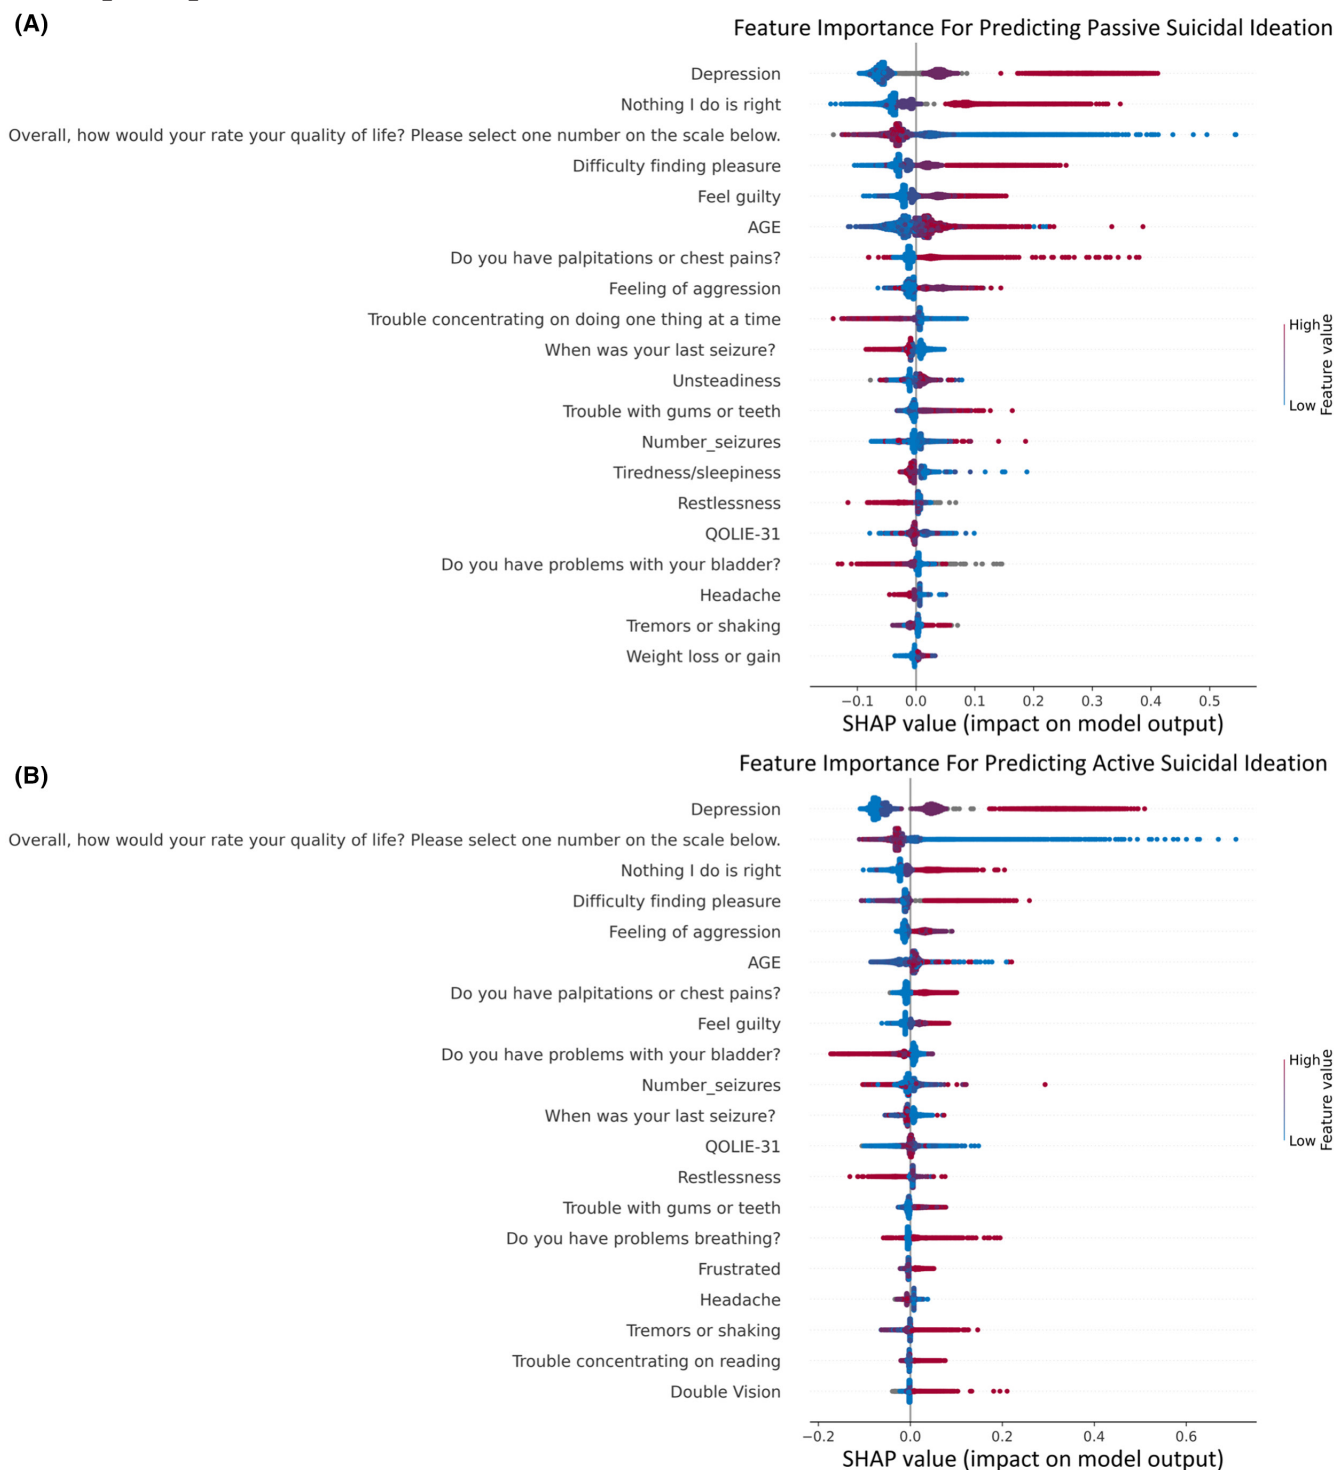 (A)
Feature Importance For Predicting Passive Suicidal Ideation
Depression
Nothing I do is right
Overall, how would your rate your quality of life? Please select one number on the scale below.
Difficulty finding pleasure
Feel guilty
AGE
Do you have palpitations or chest pains?
Feeling of aggression
Trouble concentrating on doing one thing at a time
When was your last seizure?
Unsteadiness
Trouble with gums or teeth
Number_seizures
Tiredness/sleepiness
Restlessness
QOLIE-31
Do you have problems with your bladder?
Headache
Tremors or shaking
Weight loss or gain
High
Low
Feature value
−0.1 0.0 0.1 0.2 0.3 0.4 0.5
SHAP value (impact on model output)
(B)
Feature Importance For Predicting Active Suicidal Ideation
Depression
Overall, how would your rate your quality of life? Please select one number on the scale below.
Nothing I do is right
Difficulty finding pleasure
Feeling of aggression
AGE
Do you have palpitations or chest pains?
Feel guilty
Do you have problems with your bladder?
Number_seizures
When was your last seizure?
QOLIE-31
Restlessness
Trouble with gums or teeth
Do you have problems breathing?
Frustrated
Headache
Tremors or shaking
Trouble concentrating on reading
Double Vision
High
Low
Feature value
−0.2 0.0 0.2 0.4 0.6
SHAP value (impact on model output)